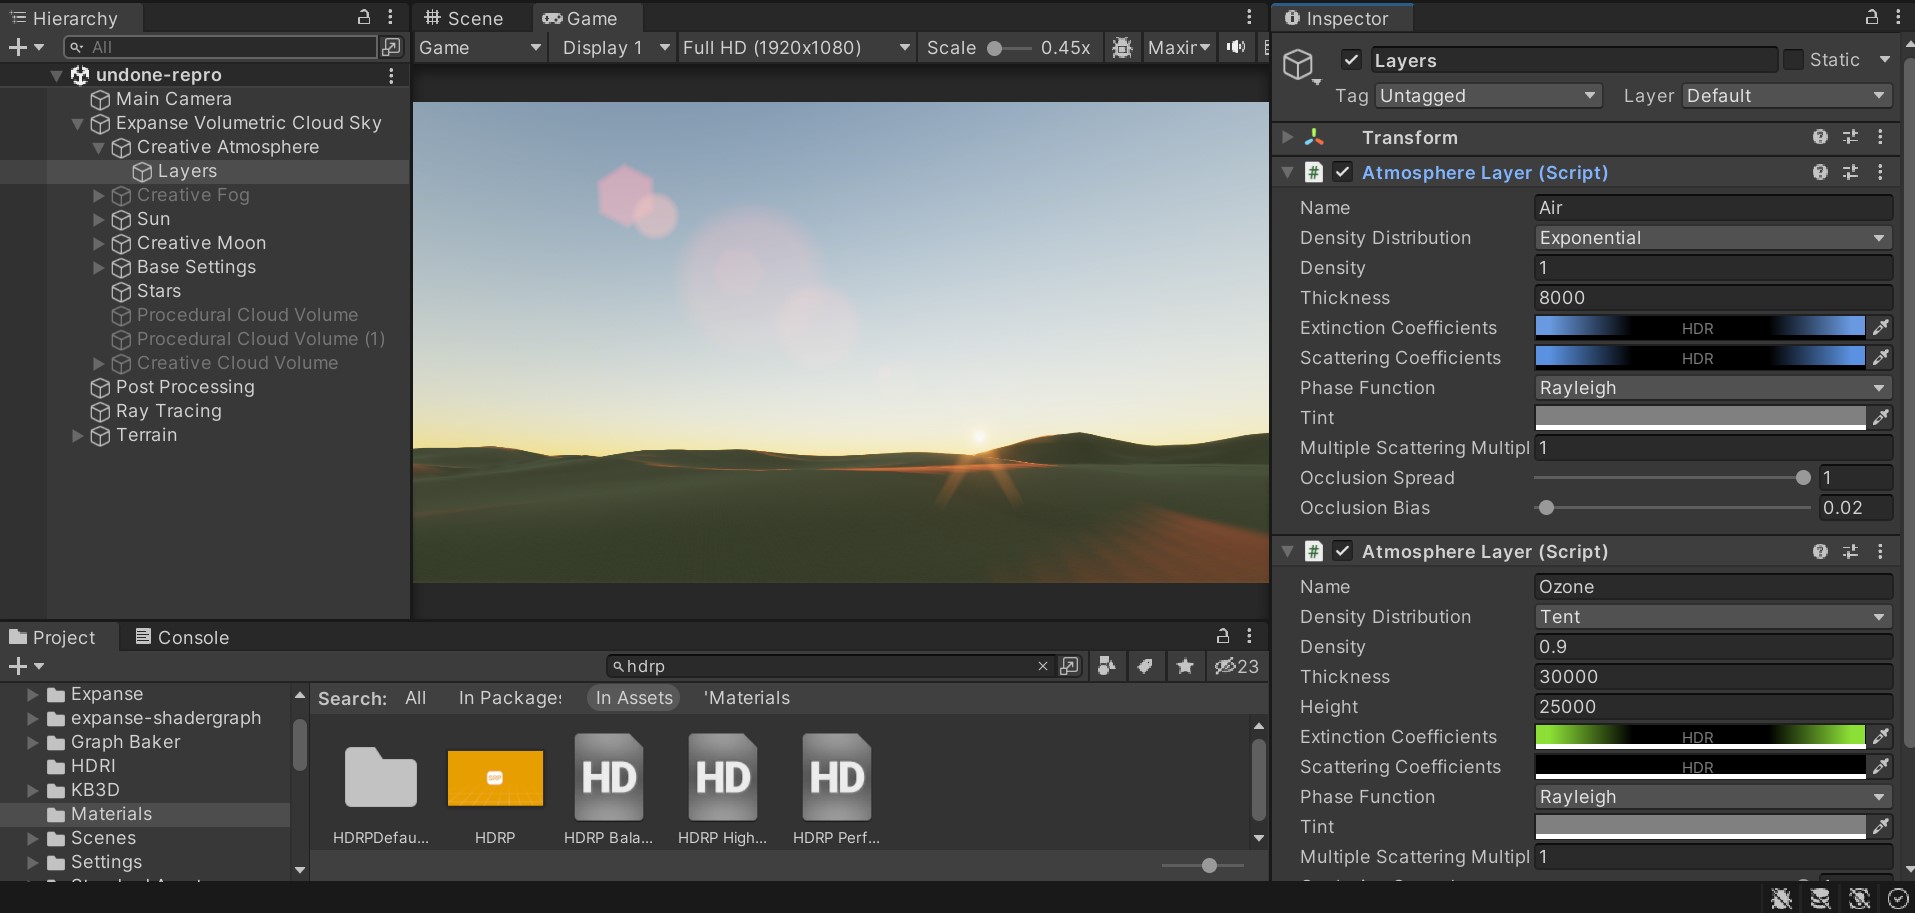 Hierarchy
All
undone-repro
Main Camera
Expanse Volumetric Cloud Sky
Creative Atmosphere
Layers
Creative Fog
Sun
Creative Moon
Base Settings
Stars
Procedural Cloud Volume
Procedural Cloud Volume (1)
Creative Cloud Volume
Post Processing
Ray Tracing
Terrain
Scene Game
Game Display 1 Full HD (1920x1080) Scale 0.45x Maxir
Inspector
Layers Static
Tag Untagged Layer Default
Transform
# Atmosphere Layer (Script)
Name Air
Density Distribution Exponential
Density 1
Thickness 8000
Extinction Coefficients HDR
Scattering Coefficients HDR
Phase Function Rayleigh
Tint
Multiple Scattering Multipl 1
Occlusion Spread 1
Occlusion Bias 0.02
# Atmosphere Layer (Script)
Name Ozone
Density Distribution Tent
Density 0.9
Thickness 30000
Height 25000
Extinction Coefficients HDR
Scattering Coefficients HDR
Phase Function Rayleigh
Tint
Multiple Scattering Multipl 1
Project Console
hdrp 23
Expanse
expanse-shadergraph
Graph Baker
HDRI
KB3D
Materials
Scenes
Settings
Search: All In Packages In Assets 'Materials
HD HD HD
HDRPDefau... HDRP HDRP Bala... HDRP High... HDRP Perf...